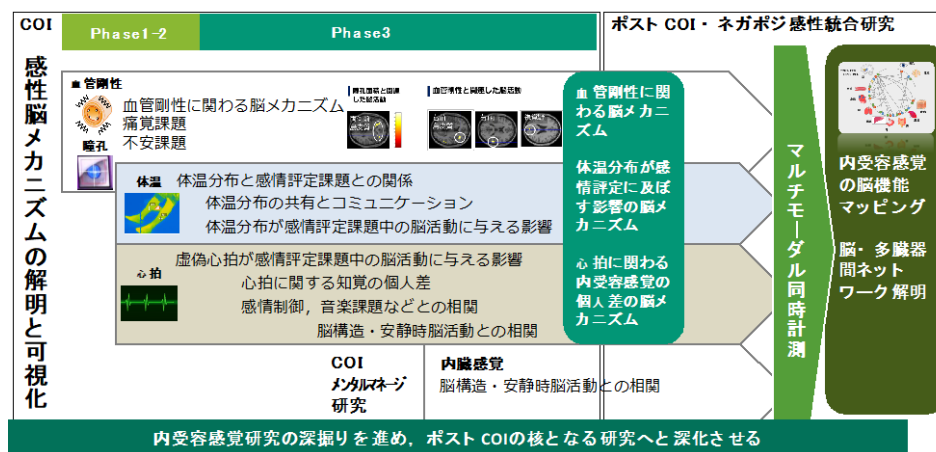 COI
Phase1-2
Phase3
ポスト COI・ネガポジ感性統合研究
感性脳メカニズムの解明と可視化
血管剛性
血管剛性に関わる脳メカニズム
痛覚課題
不安課題
瞳孔
した脳活動
体温
体温分布と感情評定課題との関係
体温分布の共有とコミュニケーション
体温分布が感情評定課題中の脳活動に与える影響
心拍
虚偽心拍が感情評定課題中の脳活動に与える影響
心拍に関する知覚の個人差
感情制御，音楽課題などとの相関
脳構造・安静時脳活動との相関
血管剛性に関
わる脳メカニ
ズム
体温分布が感
情評定に及ぼ
す影響の脳メ
カニズム
心拍に関わる
内受容感覚の
個人差の脳メ
カニズム
COI
メンタルマネージ
研究
内臓感覚
脳構造・安静時脳活動との相関
マルチモーダル同時計測
内受容感覚
の脳機能
マッピング
脳・多臓器
間ネット
ワーク解明
内受容感覚研究の深掘りを進め，ポスト COIの核となる研究へと深化させる